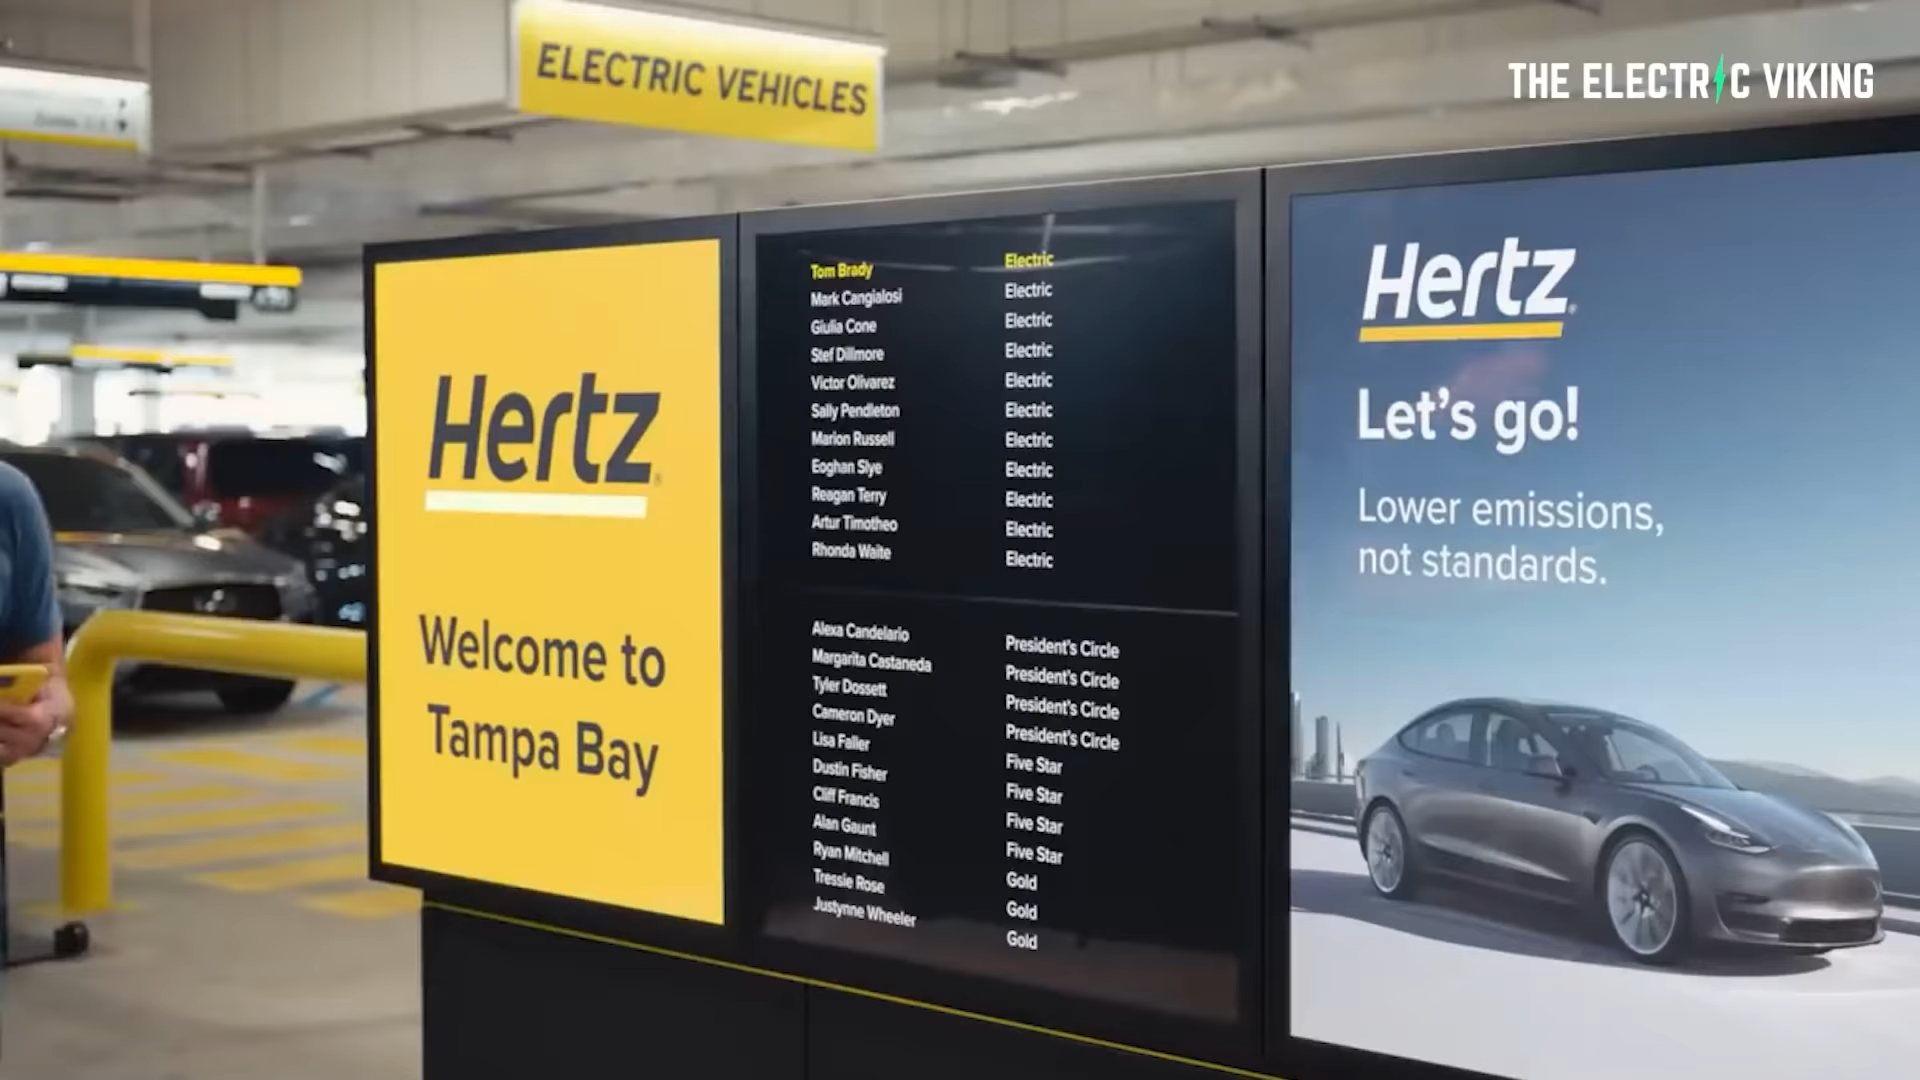 ELECTRIC VEHICLES
THE ELECTRIC VIKING
Hertz
Welcome to
Tampa Bay
Tom Brady Electric
Mark Cangialosi Electric
Giulia Cone Electric
Stef Dillmore Electric
Victor Olivarez Electric
Sally Pendleton Electric
Marion Russell Electric
Eoghan Slye Electric
Reagan Terry Electric
Artur Timotheo Electric
Rhonda Waite Electric
Alexa Candelario President's Circle
Margarita Castaneda President's Circle
Tyler Dossett President's Circle
Cameron Dyer President's Circle
Lisa Faller Five Star
Dustin Fisher Five Star
Cliff Francis Five Star
Alan Gaunt Five Star
Ryan Mitchell Gold
Tressie Rose Gold
Justynne Wheeler Gold
Hertz
Let's go!
Lower emissions,
not standards.